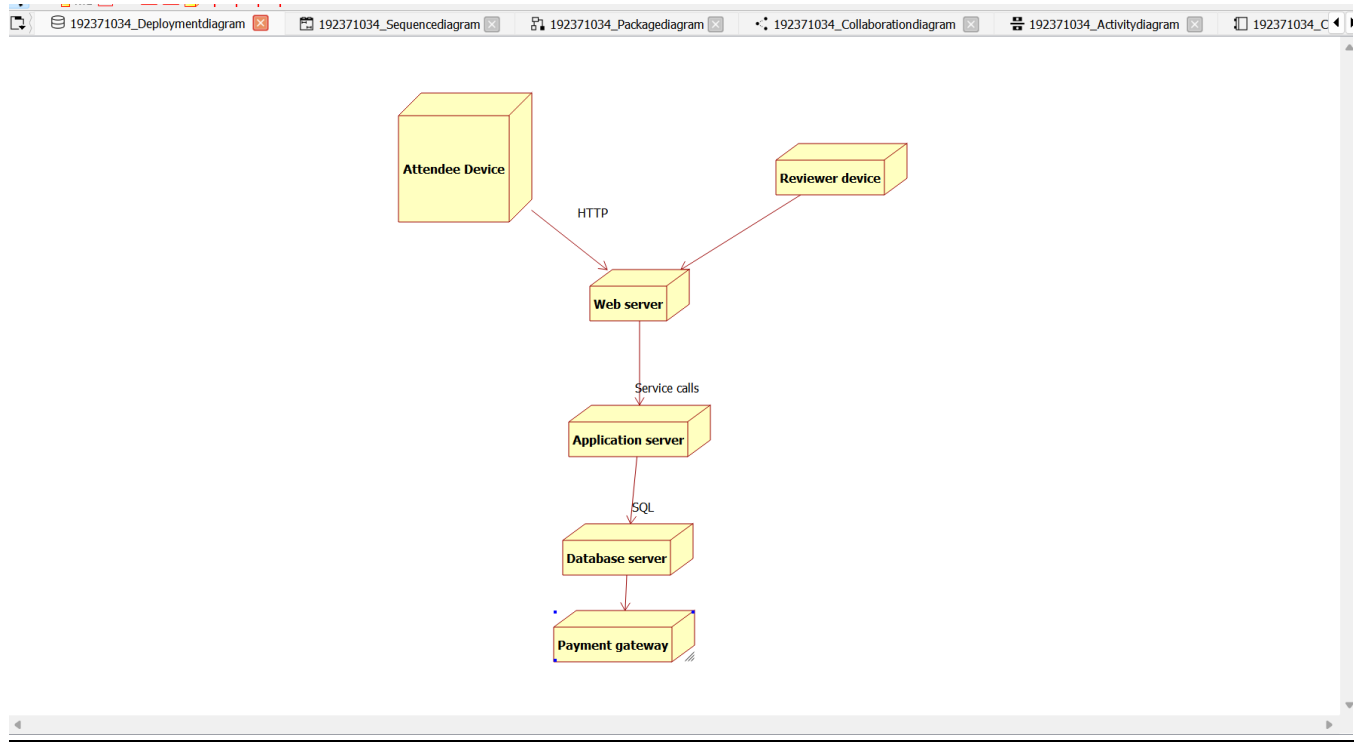 192371034_Deploymentdiagram
192371034_Sequencediagram
192371034_Packagediagram
192371034_Collaborationdiagram
192371034_Activitydiagram
192371034_C
Attendee Device
Reviewer device
HTTP
Web server
Service calls
Application server
SQL
Database server
Payment gateway